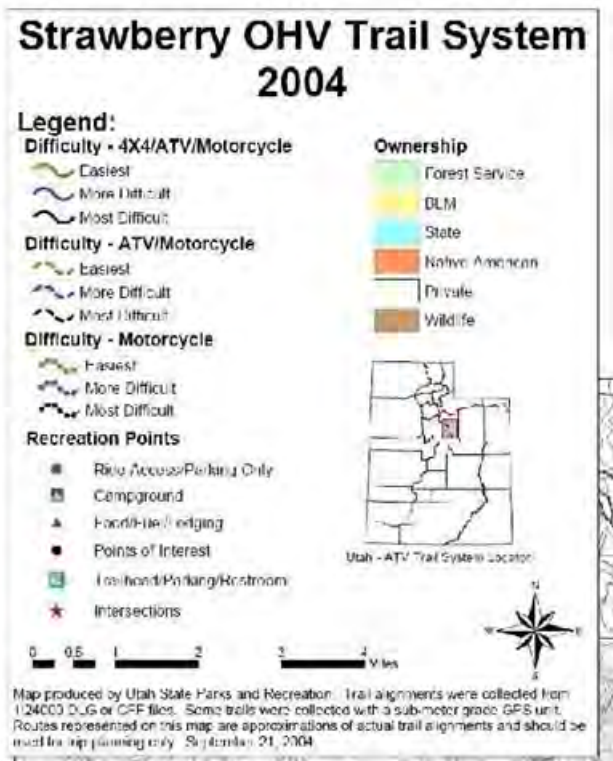 Strawberry OHV Trail System
2004
Legend:
Difficulty - 4X4/ATV/Motorcycle
Easiest
More Difficult
Most Difficult
Difficulty - ATV/Motorcycle
Easiest
More Difficult
Most Difficult
Difficulty - Motorcycle
Easiest
More Difficult
Most Difficult
Recreation Points
Ride Access/Parking Only
Campground
Food/Fuel/Lodging
Points of Interest
Trailhead/Parking/Restroom
Intersections
Ownership
Forest Service
BLM
State
Native American
Private
Wildlife
Utah - ATV Trail System Locator
N
W E
S
0 0.5 1 2 3 4
Miles
Map produced by Utah State Parks and Recreation. Trail alignments were collected from
1:24000 DLG or CFF files. Some trails were collected with a sub-meter grade GPS unit.
Routes represented on this map are approximations of actual trail alignments and should be
used for trip planning only. September 21, 2004